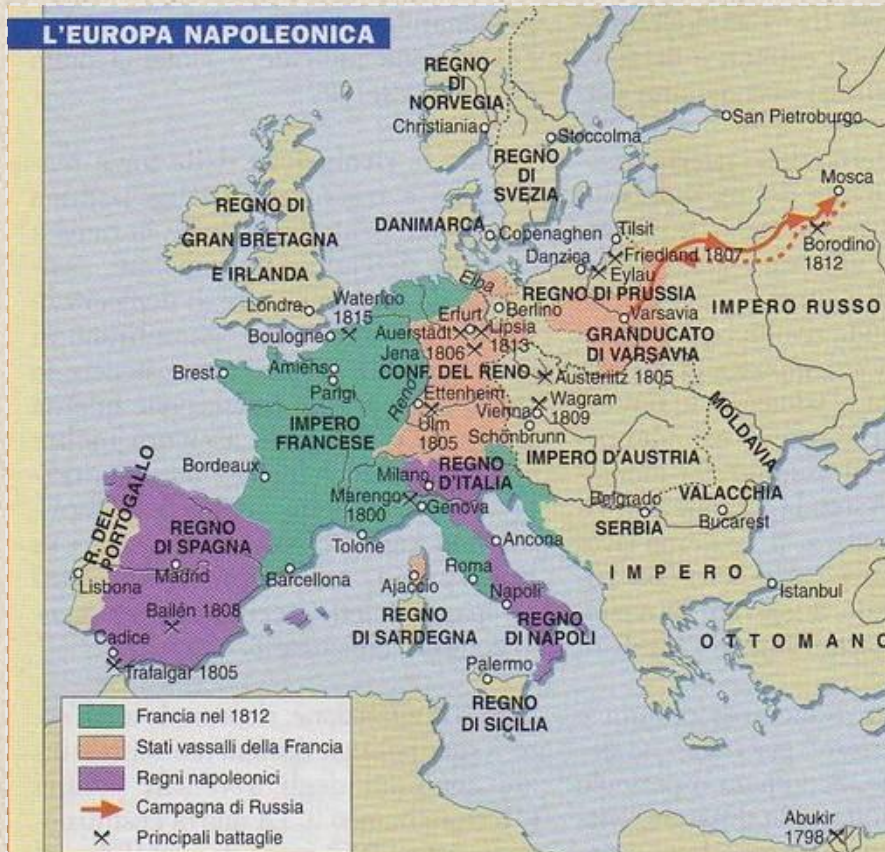 L'EUROPA NAPOLEONICA
REGNO
DI
NORVEGIA
Christiania
Stoccolma
REGNO
DI
SVEZIA
San Pietroburgo
Mosca
Borodino
1812
REGNO DI
GRAN BRETAGNA
E IRLANDA
Londra
DANIMARCA
Copenaghen
Tilsit
Danzica
Friedland 1807
Eylau
Elba
REGNO DI PRUSSIA
IMPERO RUSSO
Waterloo
1815
Boulogne
Erfurt
Berlino
Varsavia
Auerstädt
Lipsia
1813
GRANDUCATO
DI VARSAVIA
Jena 1806
Brest
Amiens
Parigi
CONF. DEL RENO
Austerlitz 1805
Reno
Ettenheim
Ulm
1805
Vienna
Wagram
1809
Schönbrunn
IMPERO
FRANCESE
IMPERO D'AUSTRIA
MOLDAVIA
Bordeaux
Milano
REGNO
D'ITALIA
Marengo
1800
Genova
Belgrado
VALACCHIA
Bucarest
SERBIA
R. DEL
PORTOGALLO
REGNO
DI SPAGNA
Tolone
Ancona
Lisbona
Madrid
Barcellona
Roma
Ajaccio
Napoli
IMPERO
OTTOMANO
Istanbul
Bailén 1808
REGNO
DI SARDEGNA
REGNO
DI NAPOLI
Cadice
Trafalgar 1805
Palermo
REGNO
DI SICILIA
Francia nel 1812
Stati vassalli della Francia
Regni napoleonici
Campagna di Russia
Principali battaglie
Abukir
1798